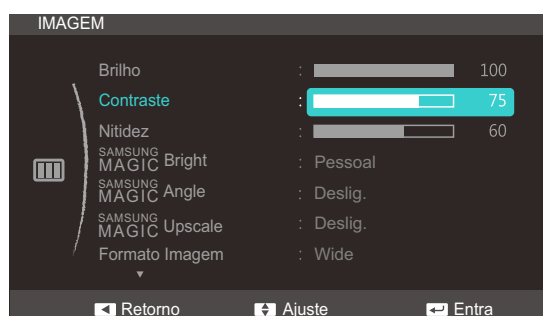 IMAGEM
Brilho : 100
Contraste : 75
Nitidez : 60
SAMSUNG MAGIC Bright : Pessoal
SAMSUNG MAGIC Angle : Deslig.
SAMSUNG MAGIC Upscale : Deslig.
Formato Imagem : Wide
Retorno Ajuste Entra